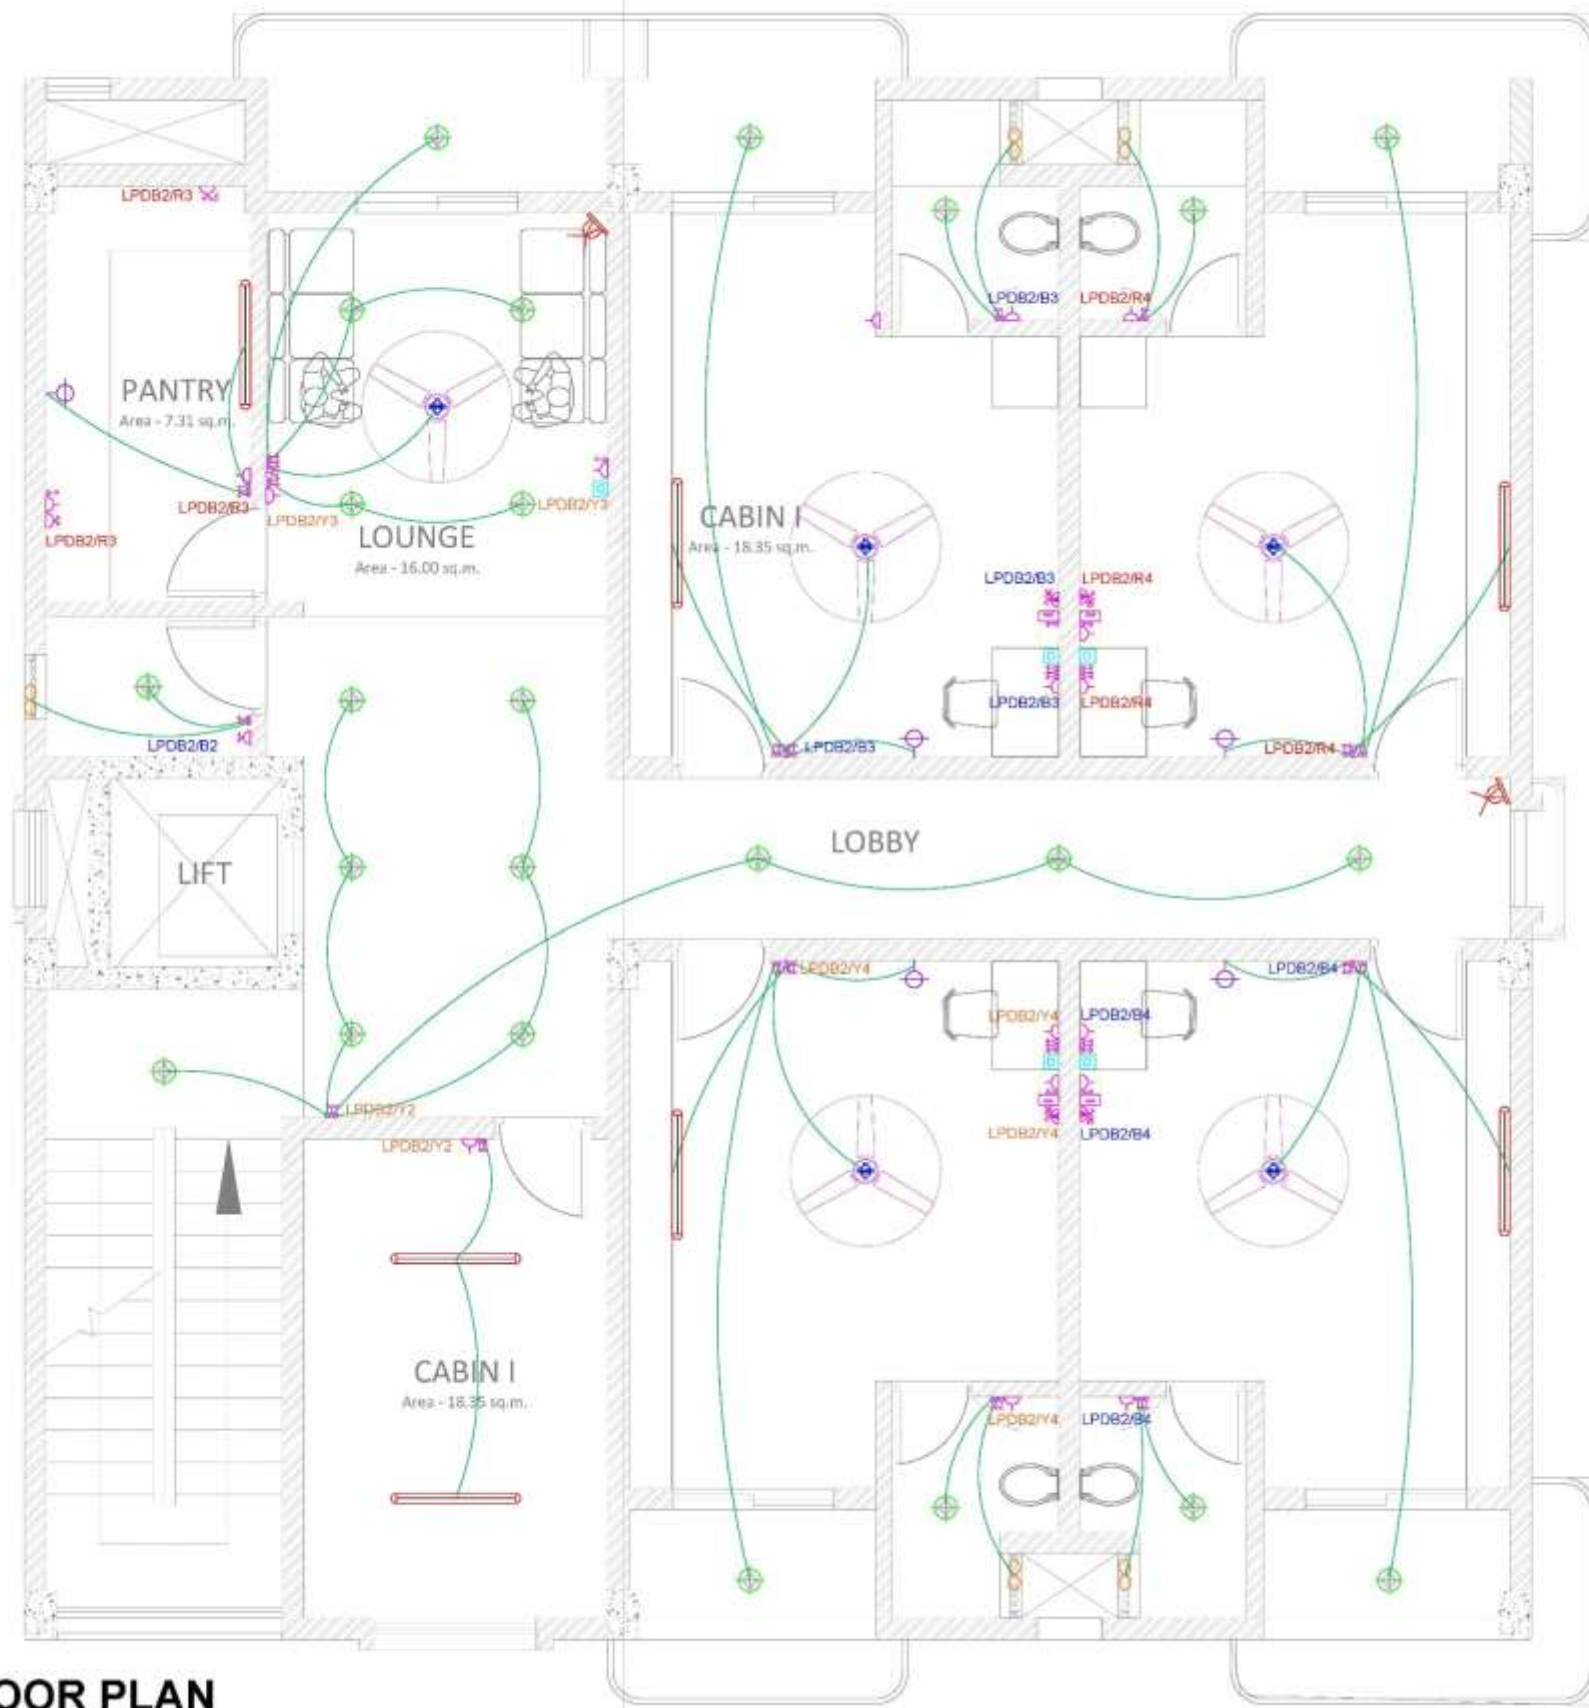 LPDB2/R3
LPDB2/B3
LPDB2/R4
PANTRY
Area - 7.31 sq.m.
LPDB2/R3
LPDB2/Y3
LPDB2/Y3
LPDB2/R3
LOUNGE
Area - 16.00 sq.m.
CABIN I
Area - 18.35 sq.m.
LPDB2/B3
LPDB2/R4
LPDB2/B3
LPDB2/R4
LPDB2/B2
LPDB2/B3
LPDB2/R4
LOBBY
LIFT
LPDB2/Y4
LPDB2/B4
LPDB2/Y4
LPDB2/B4
LPDB2/Y2
LPDB2/Y4
LPDB2/B4
LPDB2/Y2
CABIN I
Area - 18.35 sq.m.
LPDB2/Y4
LPDB2/B4
OOR PLAN